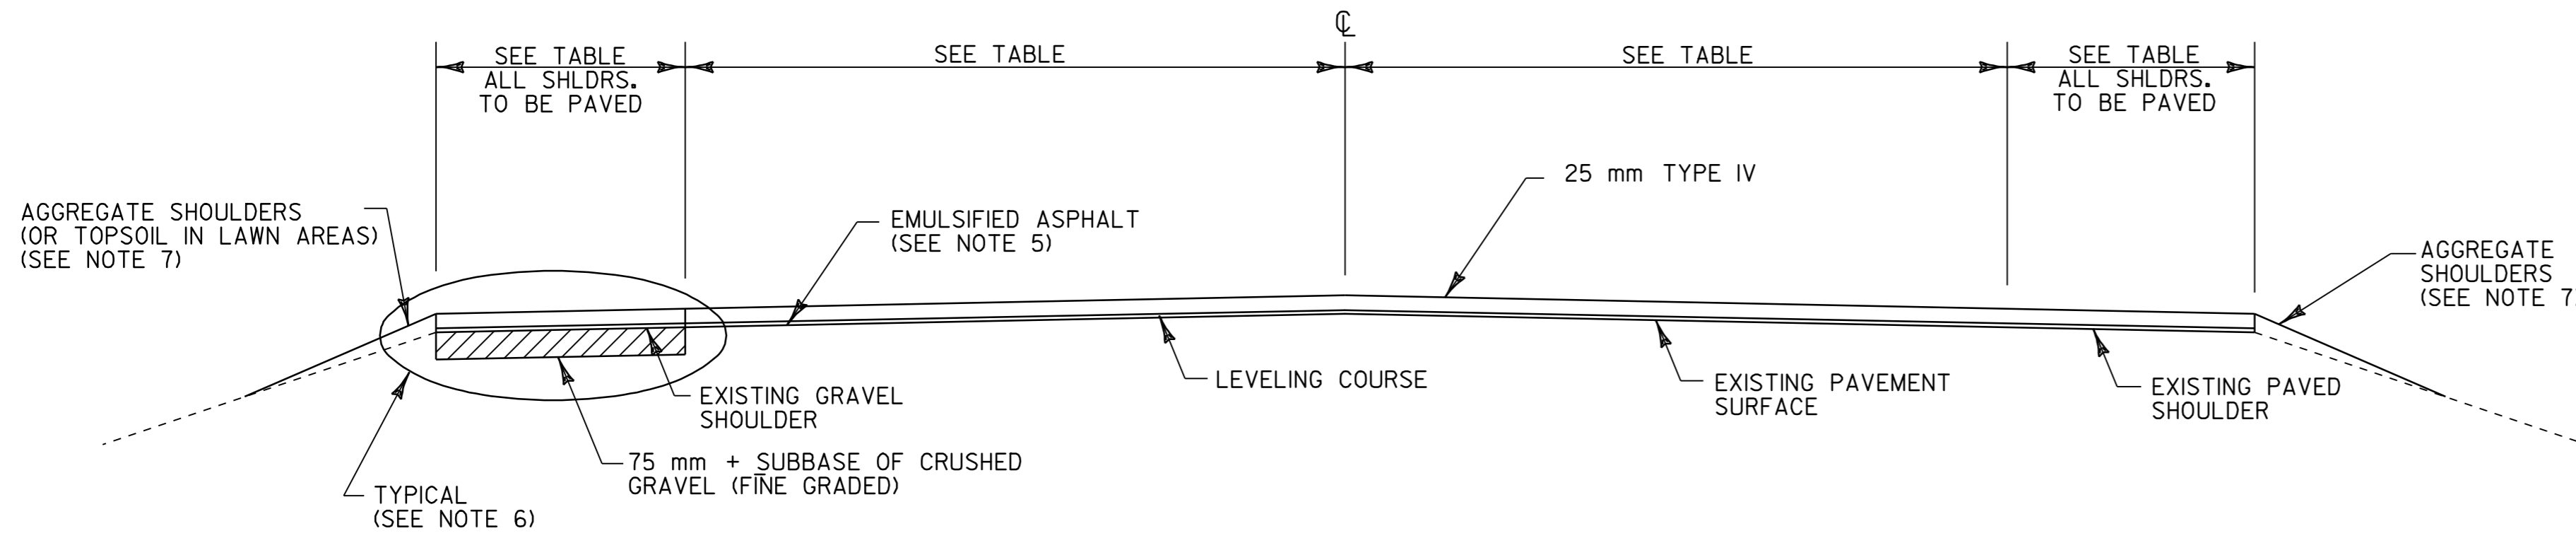 ℄
SEE TABLE
ALL SHLDRS.
TO BE PAVED
SEE TABLE
SEE TABLE
SEE TABLE
ALL SHLDRS.
TO BE PAVED
25 mm TYPE IV
AGGREGATE SHOULDERS
(OR TOPSOIL IN LAWN AREAS)
(SEE NOTE 7)
EMULSIFIED ASPHALT
(SEE NOTE 5)
AGGREGATE
SHOULDERS
(SEE NOTE 7
EXISTING GRAVEL
SHOULDER
LEVELING COURSE
EXISTING PAVEMENT
SURFACE
EXISTING PAVED
SHOULDER
75 mm ± SUBBASE OF CRUSHED
GRAVEL (FINE GRADED)
TYPICAL
(SEE NOTE 6)